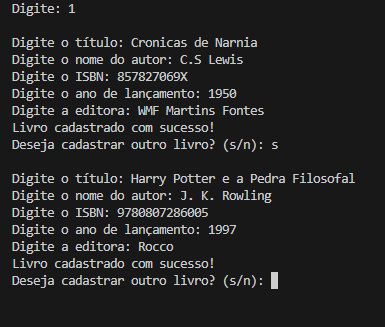 Digite: 1
Digite o título: Cronicas de Narnia
Digite o nome do autor: C.S Lewis
Digite o ISBN: 857827069X
Digite o ano de lançamento: 1950
Digite a editora: WMF Martins Fontes
Livro cadastrado com sucesso!
Deseja cadastrar outro livro? (s/n): s
Digite o título: Harry Potter e a Pedra Filosofal
Digite o nome do autor: J. K. Rowling
Digite o ISBN: 9780807286005
Digite o ano de lançamento: 1997
Digite a editora: Rocco
Livro cadastrado com sucesso!
Deseja cadastrar outro livro? (s/n):